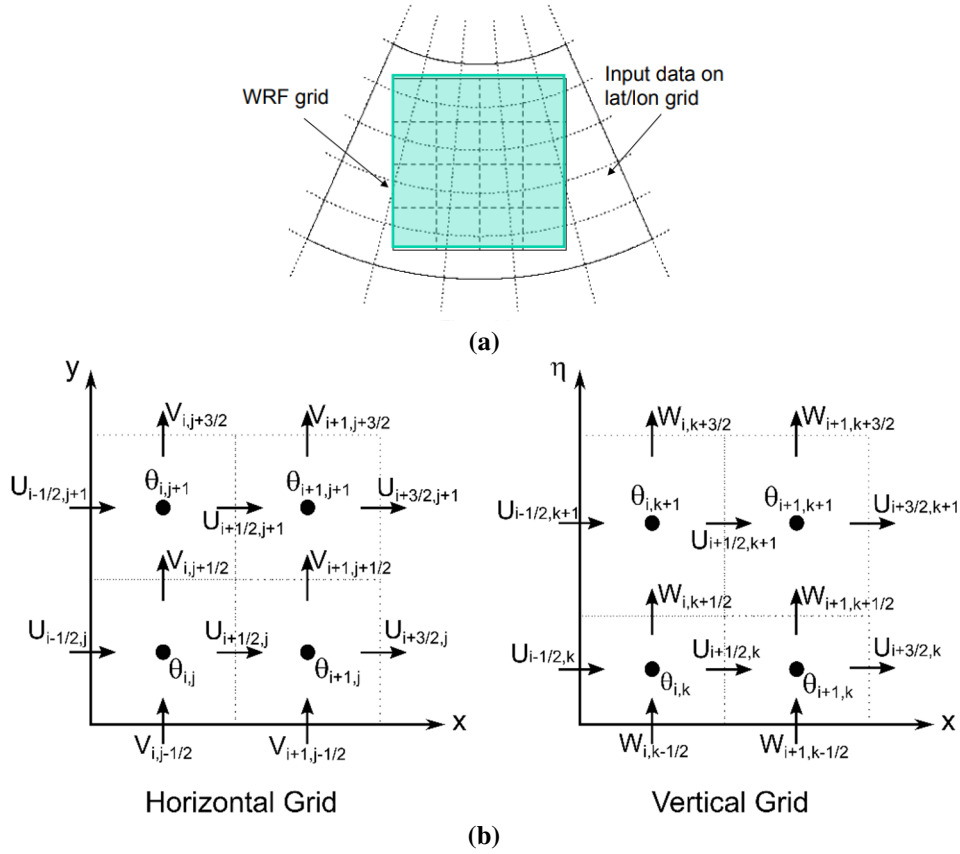 WRF grid
Input data on
lat/lon grid
(a)
y
V i,j+3/2
V i+1,j+3/2
U i-1/2,j+1
θ i,j+1
U i+1/2,j+1
θ i+1,j+1
U i+3/2,j+1
V i,j+1/2
V i+1,j+1/2
U i-1/2,j
θ i,j
U i+1/2,j
θ i+1,j
U i+3/2,j
x
V i,j-1/2
V i+1,j-1/2
Horizontal Grid
η
W i,k+3/2
W i+1,k+3/2
U i-1/2,k+1
θ i,k+1
U i+1/2,k+1
θ i+1,k+1
U i+3/2,k+1
W i,k+1/2
W i+1,k+1/2
U i-1/2,k
θ i,k
U i+1/2,k
θ i+1,k
U i+3/2,k
x
W i,k-1/2
W i+1,k-1/2
Vertical Grid
(b)